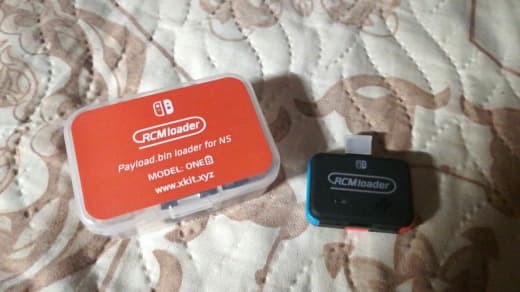 RCMloader
Payload.bin loader for NS
MODEL: ONE B
www.xkit.xyz
RCMloader